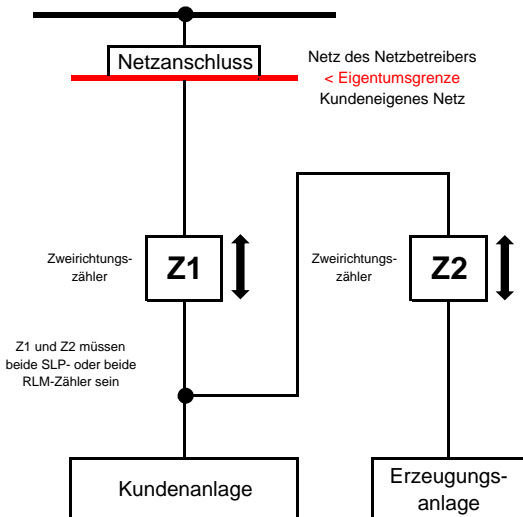 Netzanschluss
Netz des Netzbetreibers
< Eigentumsgrenze
Kundeneigenes Netz
Zweirichtungs-
zähler
Z1
Zweirichtungs-
zähler
Z2
Z1 und Z2 müssen
beide SLP- oder beide
RLM-Zähler sein
Kundenanlage
Erzeugungs-
anlage